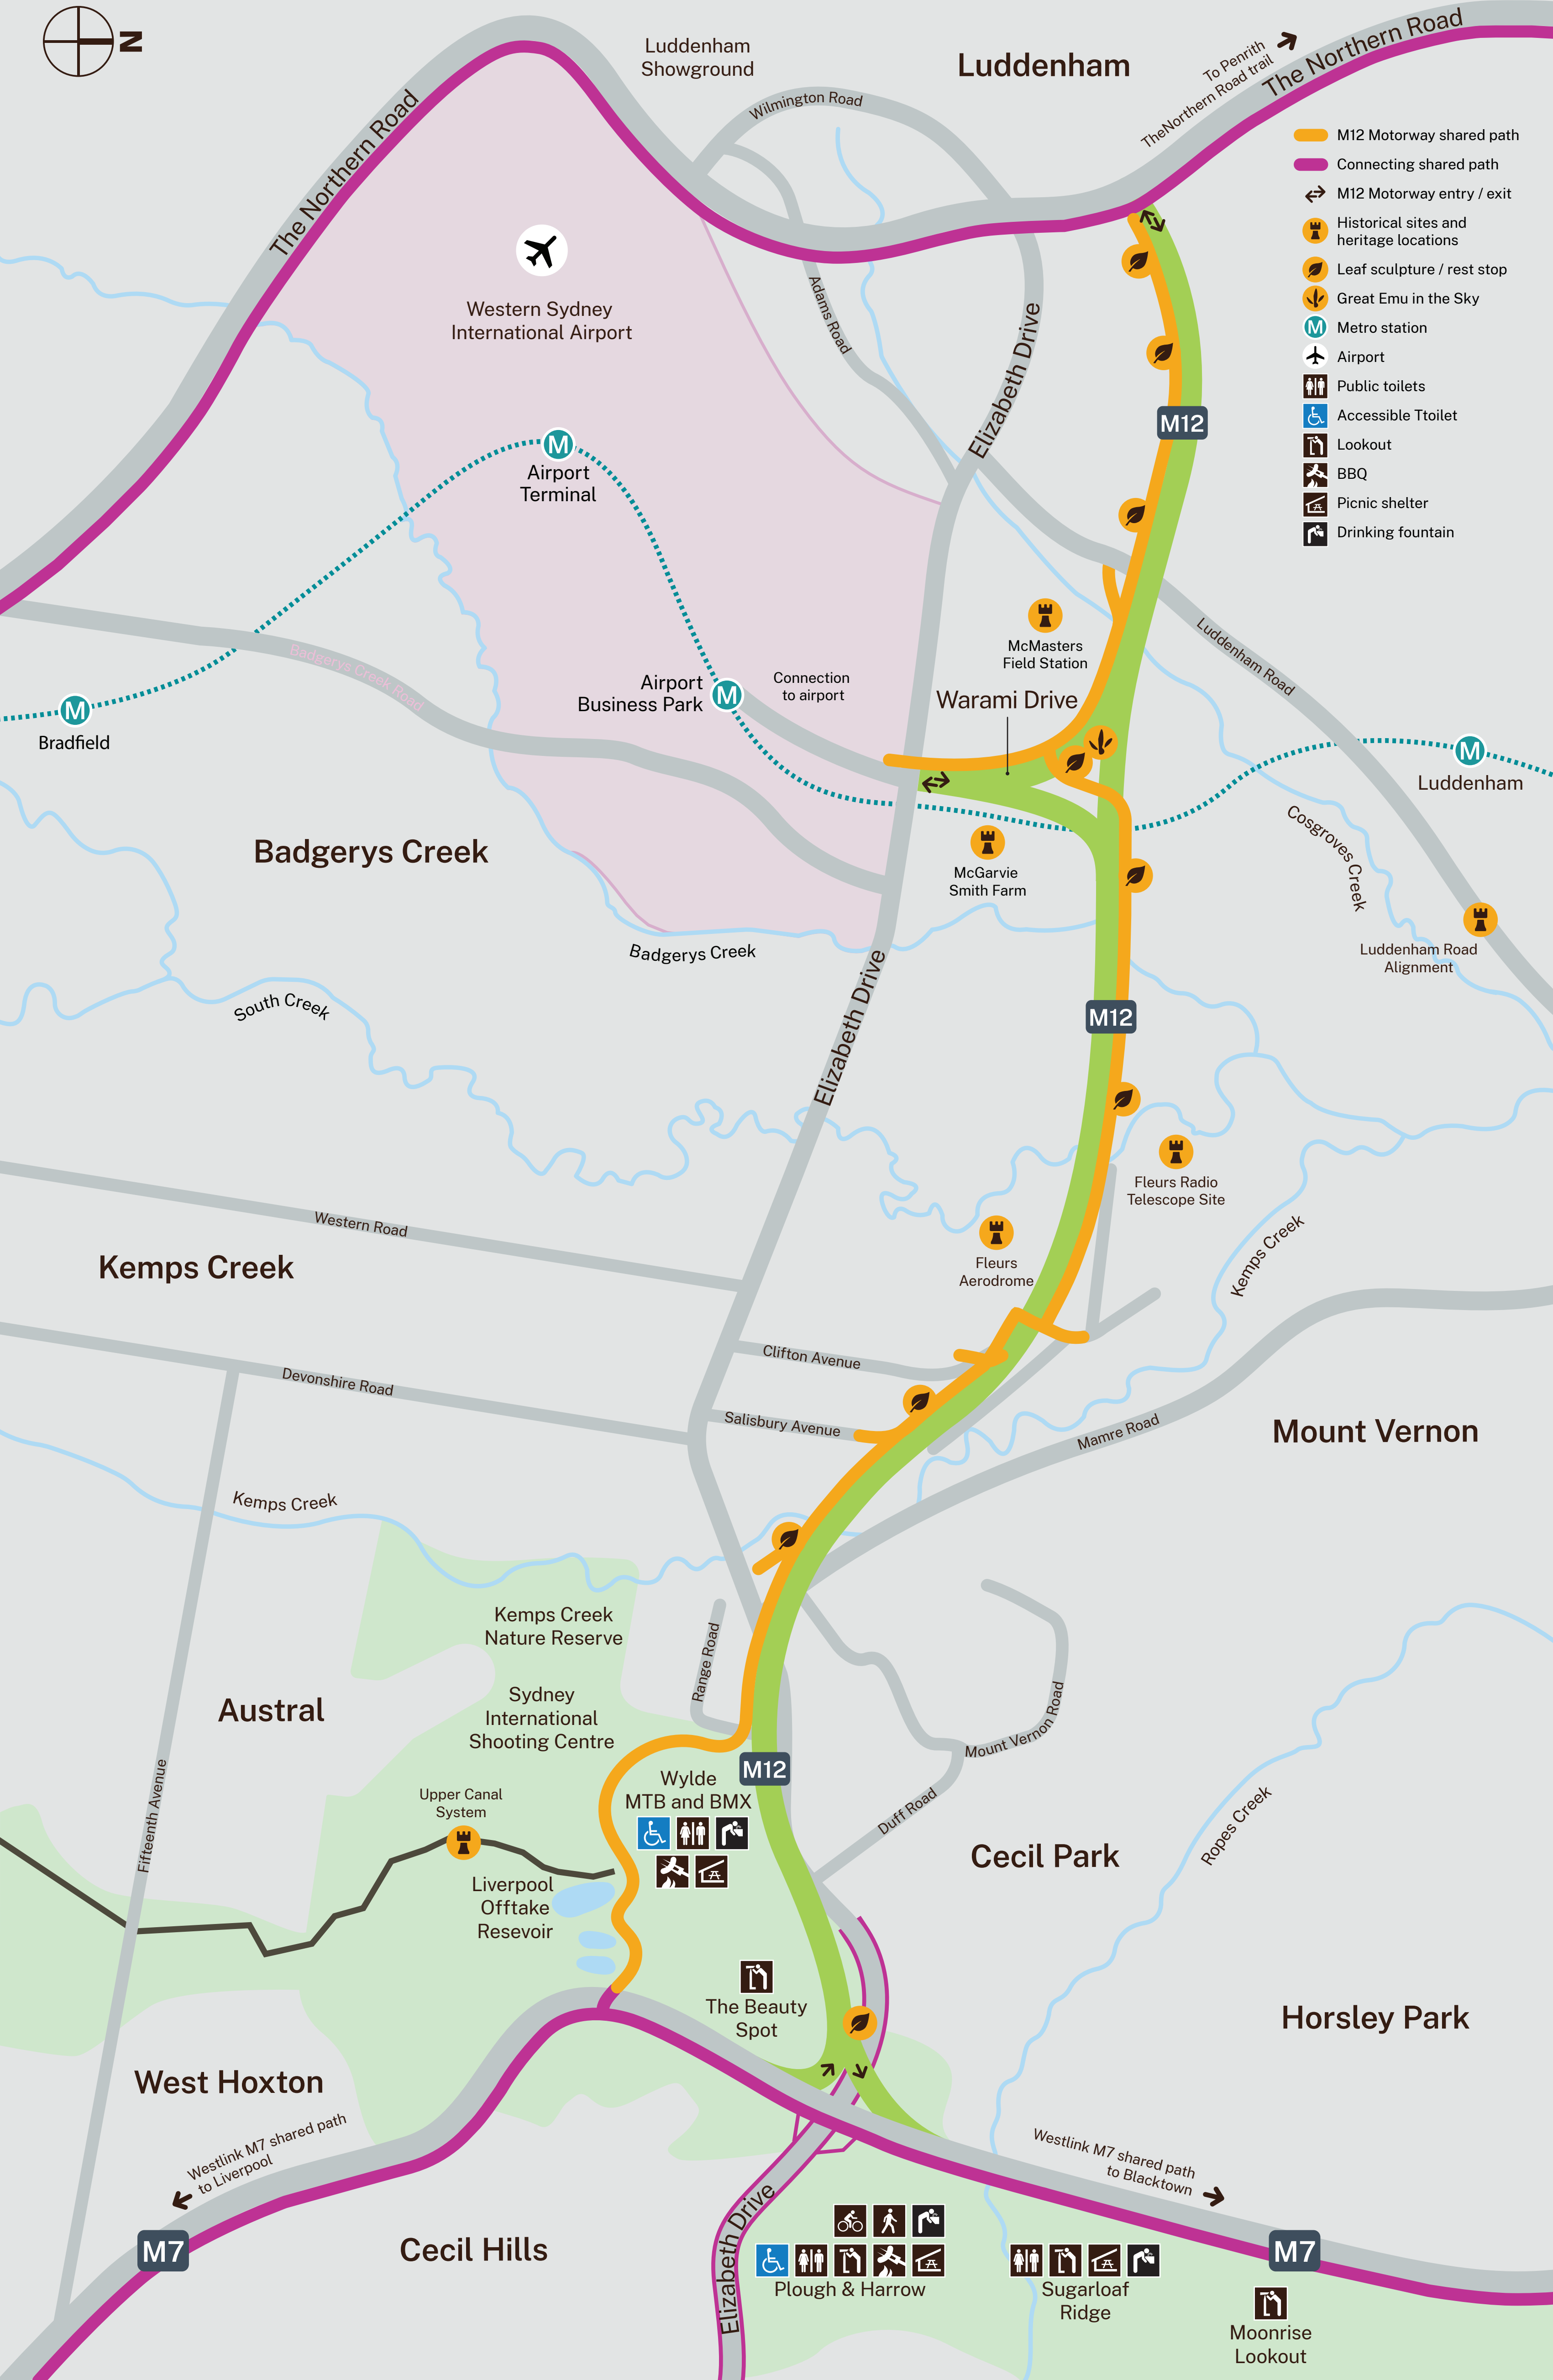 N
Luddenham
Showground
Luddenham
To Penrith
TheNorthern Road trail
The Northern Road
The Northern Road
Wilmington Road
M12 Motorway shared path
Connecting shared path
M12 Motorway entry / exit
Historical sites and
heritage locations
Leaf sculpture / rest stop
Great Emu in the Sky
M
Metro station
Airport
Public toilets
Accessible Ttoilet
Lookout
BBQ
Picnic shelter
Drinking fountain
Western Sydney
International Airport
Adams Road
Elizabeth Drive
M12
M
Airport
Terminal
McMasters
Field Station
Luddenham Road
Badgerys Creek Road
Airport
Business Park
M
Connection
to airport
Warami Drive
M
Bradfield
M
Luddenham
Badgerys Creek
McGarvie
Smith Farm
Cosgroves Creek
Luddenham Road
Alignment
Badgerys Creek
South Creek
Elizabeth Drive
M12
Fleurs Radio
Telescope Site
Western Road
Kemps Creek
Fleurs
Aerodrome
Kemps Creek
Clifton Avenue
Devonshire Road
Salisbury Avenue
Mamre Road
Mount Vernon
Kemps Creek
Kemps Creek
Nature Reserve
Range Road
Austral
Sydney
International
Shooting Centre
Mount Vernon Road
M12
Wylde
MTB and BMX
Upper Canal
System
Fifteenth Avenue
Duff Road
Cecil Park
Ropes Creek
Liverpool
Offtake
Resevoir
The Beauty
Spot
Horsley Park
West Hoxton
Westlink M7 shared path
to Liverpool
Westlink M7 shared path
to Blacktown
M7
Cecil Hills
Elizabeth Drive
M7
Plough & Harrow
Sugarloaf
Ridge
Moonrise
Lookout